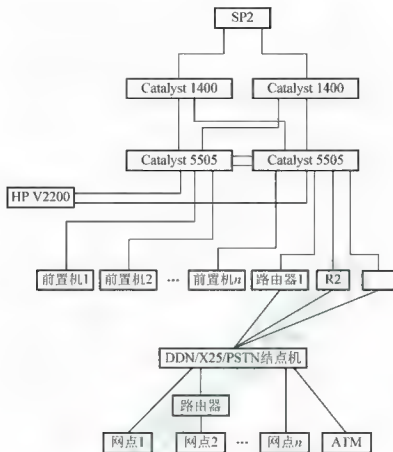 SP2
Catalyst 1400 Catalyst 1400
Catalyst 5505 Catalyst 5505
HP V2200
前置机1 前置机2 … 前置机n 路由器1 R2
DDN/X25/PSTN结点机
路由器
网点1 网点2 … 网点n ATM